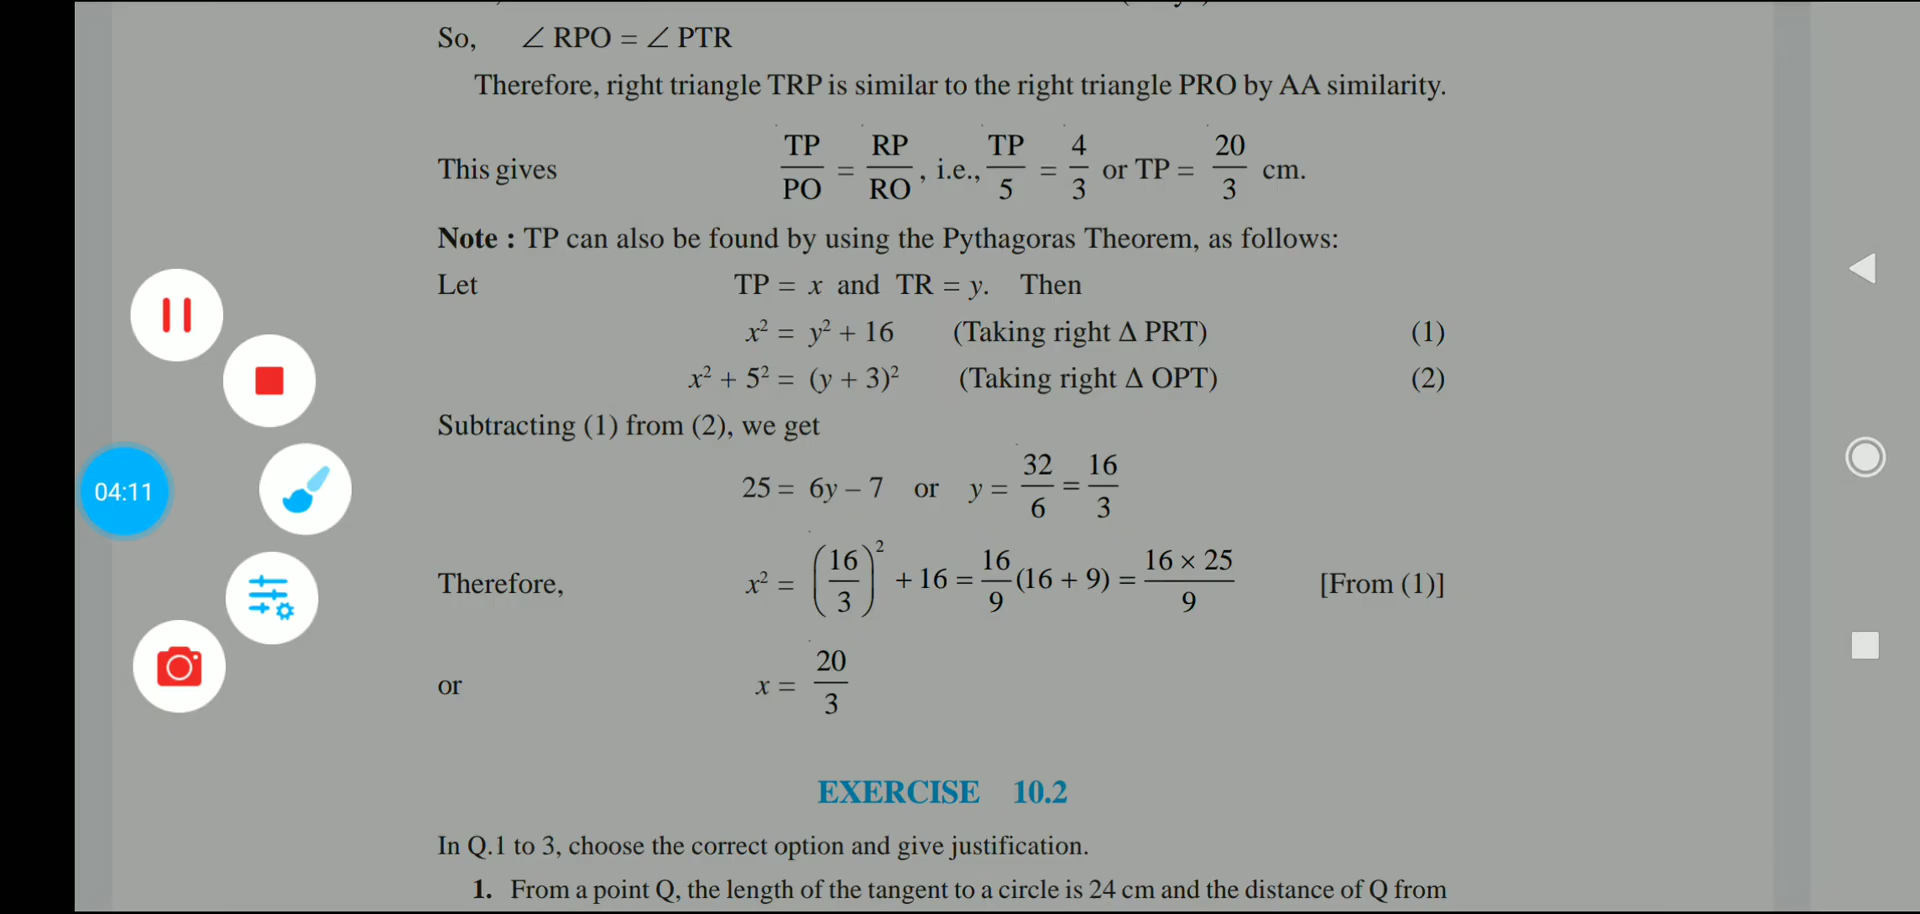 So, ∠ RPO = ∠ PTR
Therefore, right triangle TRP is similar to the right triangle PRO by AA similarity.
This gives TP/PO = RP/RO, i.e., TP/5 = 4/3 or TP = 20/3 cm.
Note : TP can also be found by using the Pythagoras Theorem, as follows:
Let TP = x and TR = y. Then
x² = y² + 16 (Taking right Δ PRT) (1)
x² + 5² = (y + 3)² (Taking right Δ OPT) (2)
Subtracting (1) from (2), we get
25 = 6y – 7 or y = 32/6 = 16/3
04:11
Therefore, x² = (16/3)² + 16 = 16/9 (16 + 9) = 16 × 25/9 [From (1)]
or x = 20/3
EXERCISE 10.2
In Q.1 to 3, choose the correct option and give justification.
1. From a point Q, the length of the tangent to a circle is 24 cm and the distance of Q from